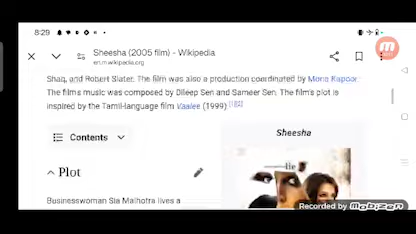 8:29
Sheesha (2005 film) - Wikipedia
en.m.wikipedia.org
Shaq, and Robert Slater. The film was also a production coordinated by Mona Kapoor.
The films music was composed by Dileep Sen and Sameer Sen. The film's plot is
inspired by the Tamil-language film Vaalee (1999)
Contents
Sheesha
Plot
Businesswoman Sia Malhotra lives a
Recorded by Mobizen